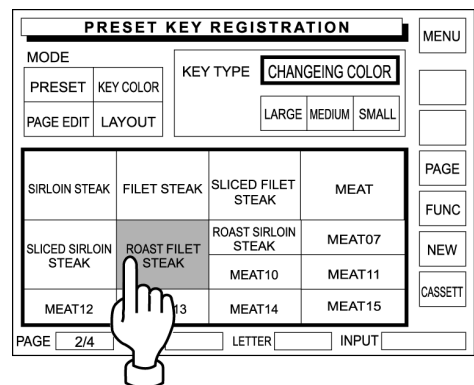 PRESET KEY REGISTRATION
MENU
MODE
PRESET
KEY COLOR
PAGE EDIT
LAYOUT
KEY TYPE
CHANGEING COLOR
LARGE
MEDIUM
SMALL
SIRLOIN STEAK
FILET STEAK
SLICED FILET
STEAK
MEAT
SLICED SIRLOIN
STEAK
ROAST FILET
STEAK
ROAST SIRLOIN
STEAK
MEAT07
MEAT10
MEAT11
MEAT12
13
MEAT14
MEAT15
PAGE
FUNC
NEW
CASSETT
PAGE
2/4
LETTER
INPUT